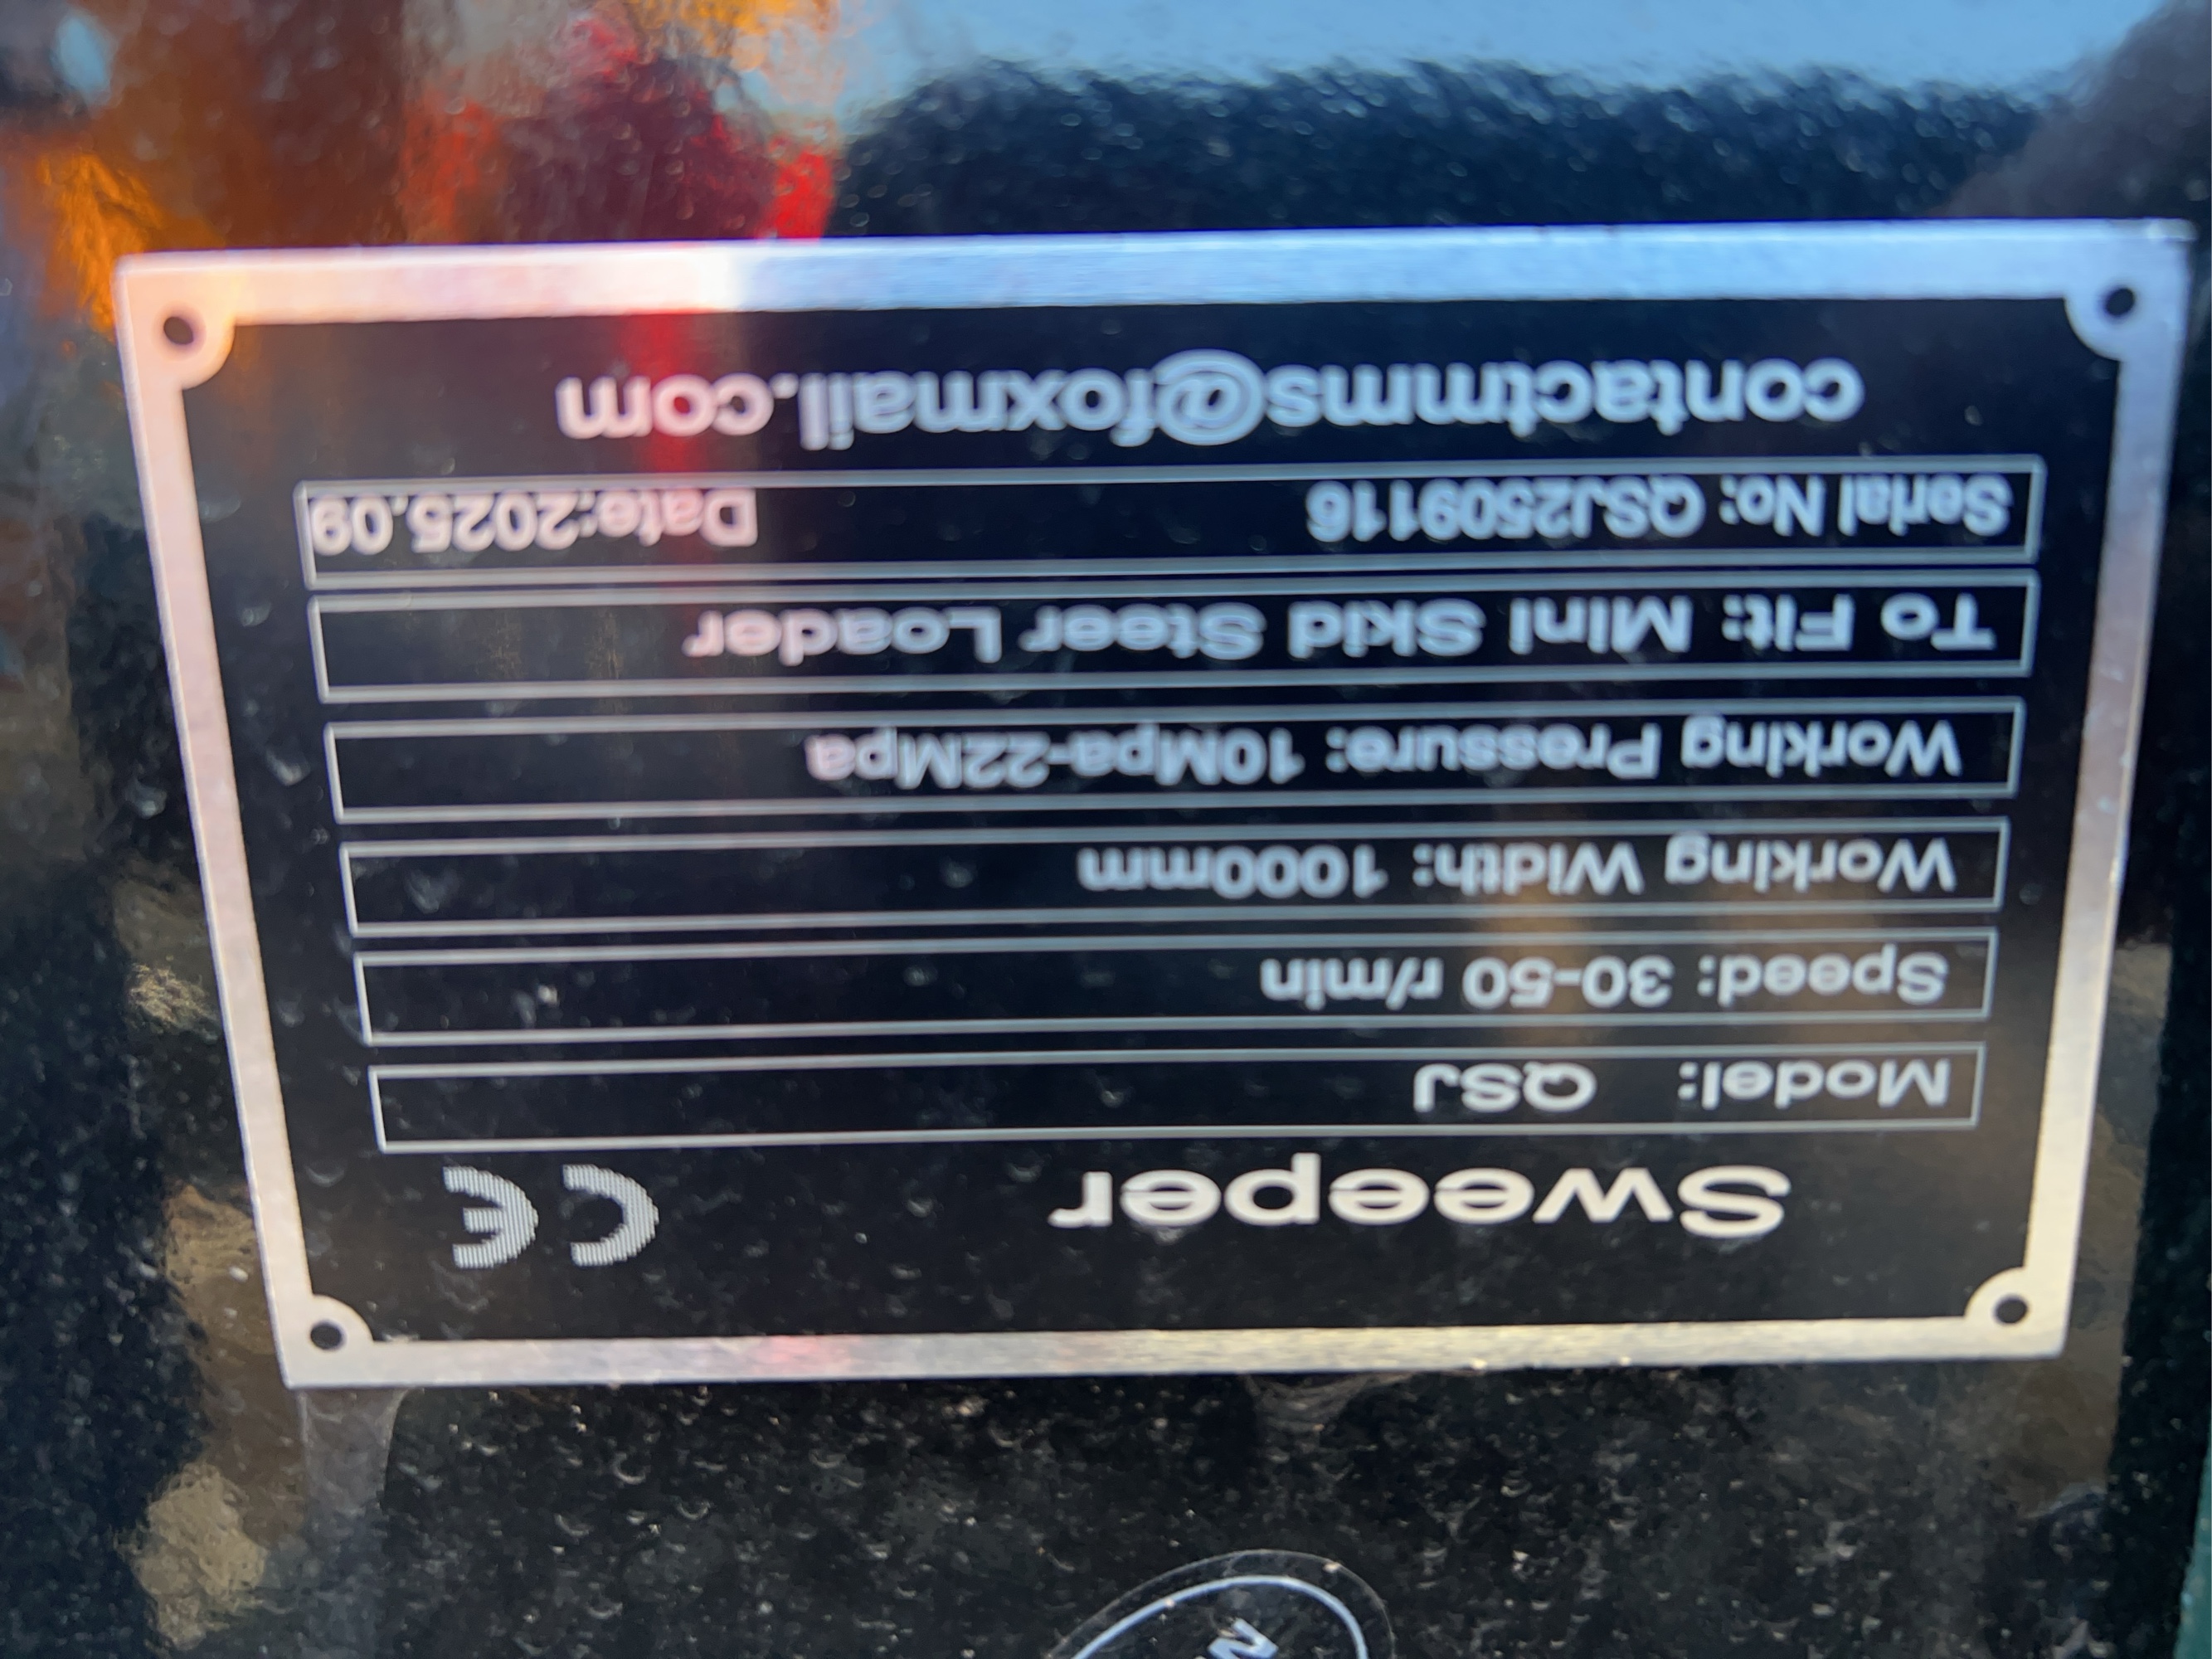 Sweeper CE
Model: QSJ
Speed: 30-50 r/min
Working Width: 1000mm
Working Pressure: 10Mpa-22Mpa
To Fit: Mini Skid Steer Loader
Serial No: QSJ2509116 Date:2025.09
contactmms@foxmail.com